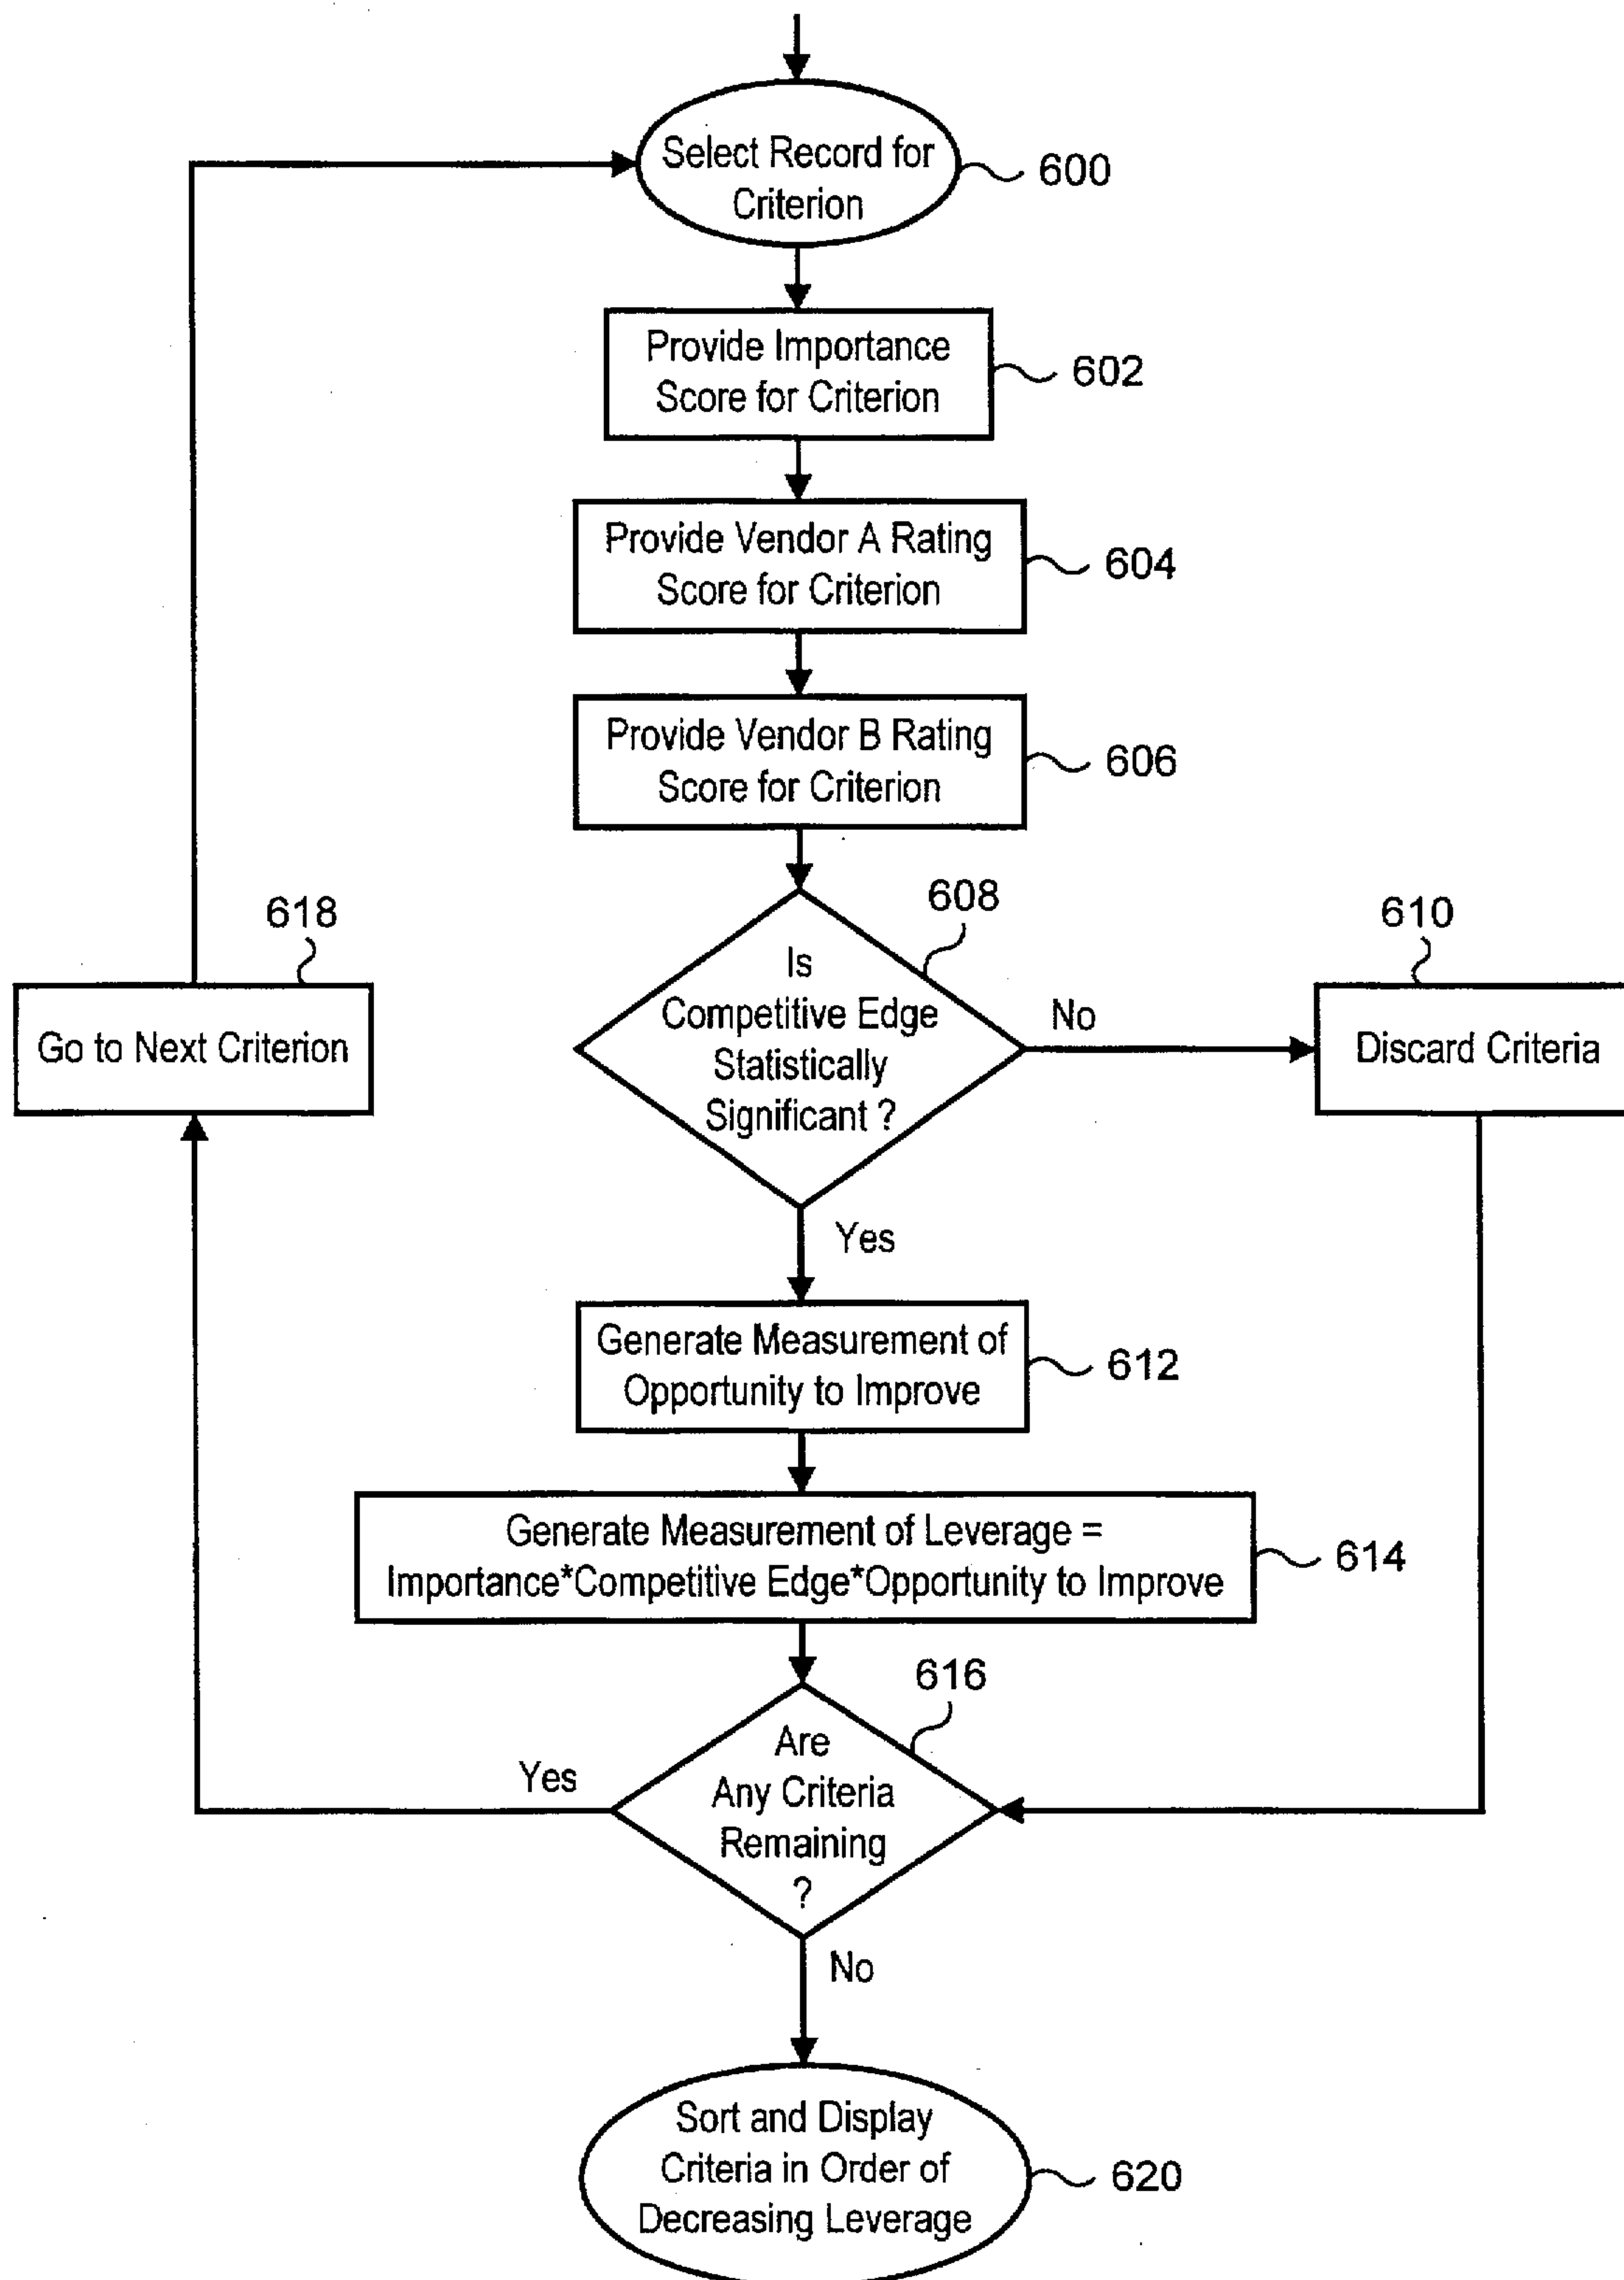 Select Record for
Criterion
600
Provide Importance
Score for Criterion
602
Provide Vendor A Rating
Score for Criterion
604
Provide Vendor B Rating
Score for Criterion
606
608
Is
Competitive Edge
Statistically
Significant ?
No
610
Discard Criteria
618
Go to Next Criterion
Yes
Generate Measurement of
Opportunity to Improve
612
Generate Measurement of Leverage =
Importance*Competitive Edge*Opportunity to Improve
614
616
Are
Any Criteria
Remaining
?
Yes
No
Sort and Display
Criteria in Order of
Decreasing Leverage
620